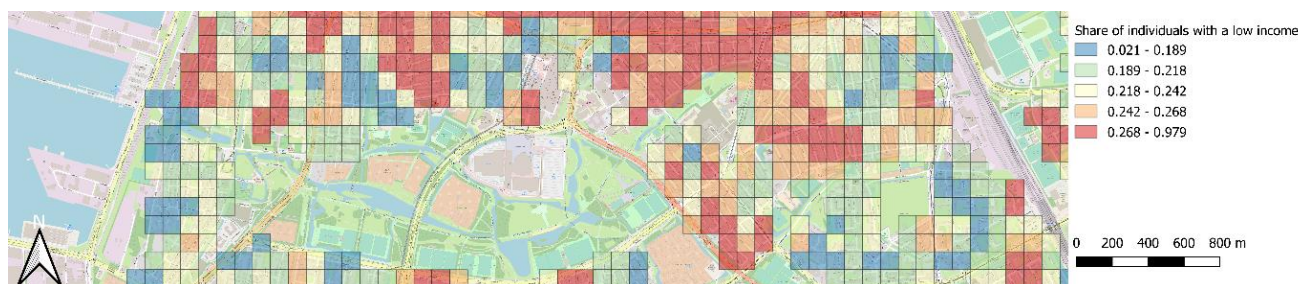 Share of individuals with a low income
0.021 - 0.189
0.189 - 0.218
0.218 - 0.242
0.242 - 0.268
0.268 - 0.979
N
0 200 400 600 800 m